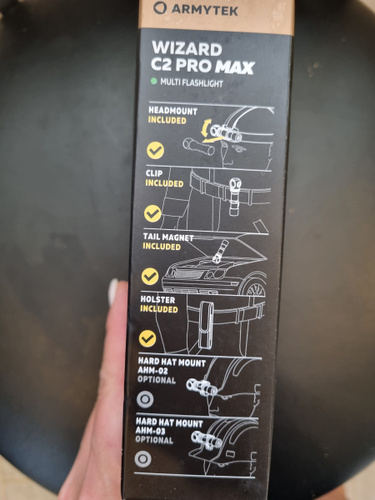 ARMYTEK
WIZARD
C2 PRO MAX
MULTI FLASHLIGHT
HEADMOUNT
INCLUDED
CLIP
INCLUDED
TAIL MAGNET
INCLUDED
HOLSTER
INCLUDED
HARD HAT MOUNT
AHM-02
OPTIONAL
HARD HAT MOUNT
AHM-03
OPTIONAL